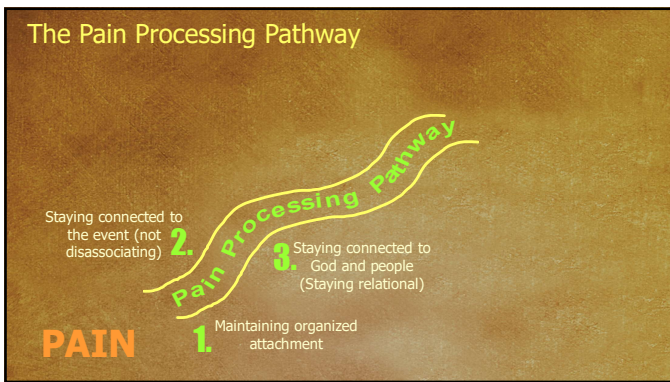 The Pain Processing Pathway
Pain Processing Pathway
Staying connected to
the event (not
disassociating)
2.
3.
Staying connected to
God and people
(Staying relational)
PAIN
1.
Maintaining organized
attachment